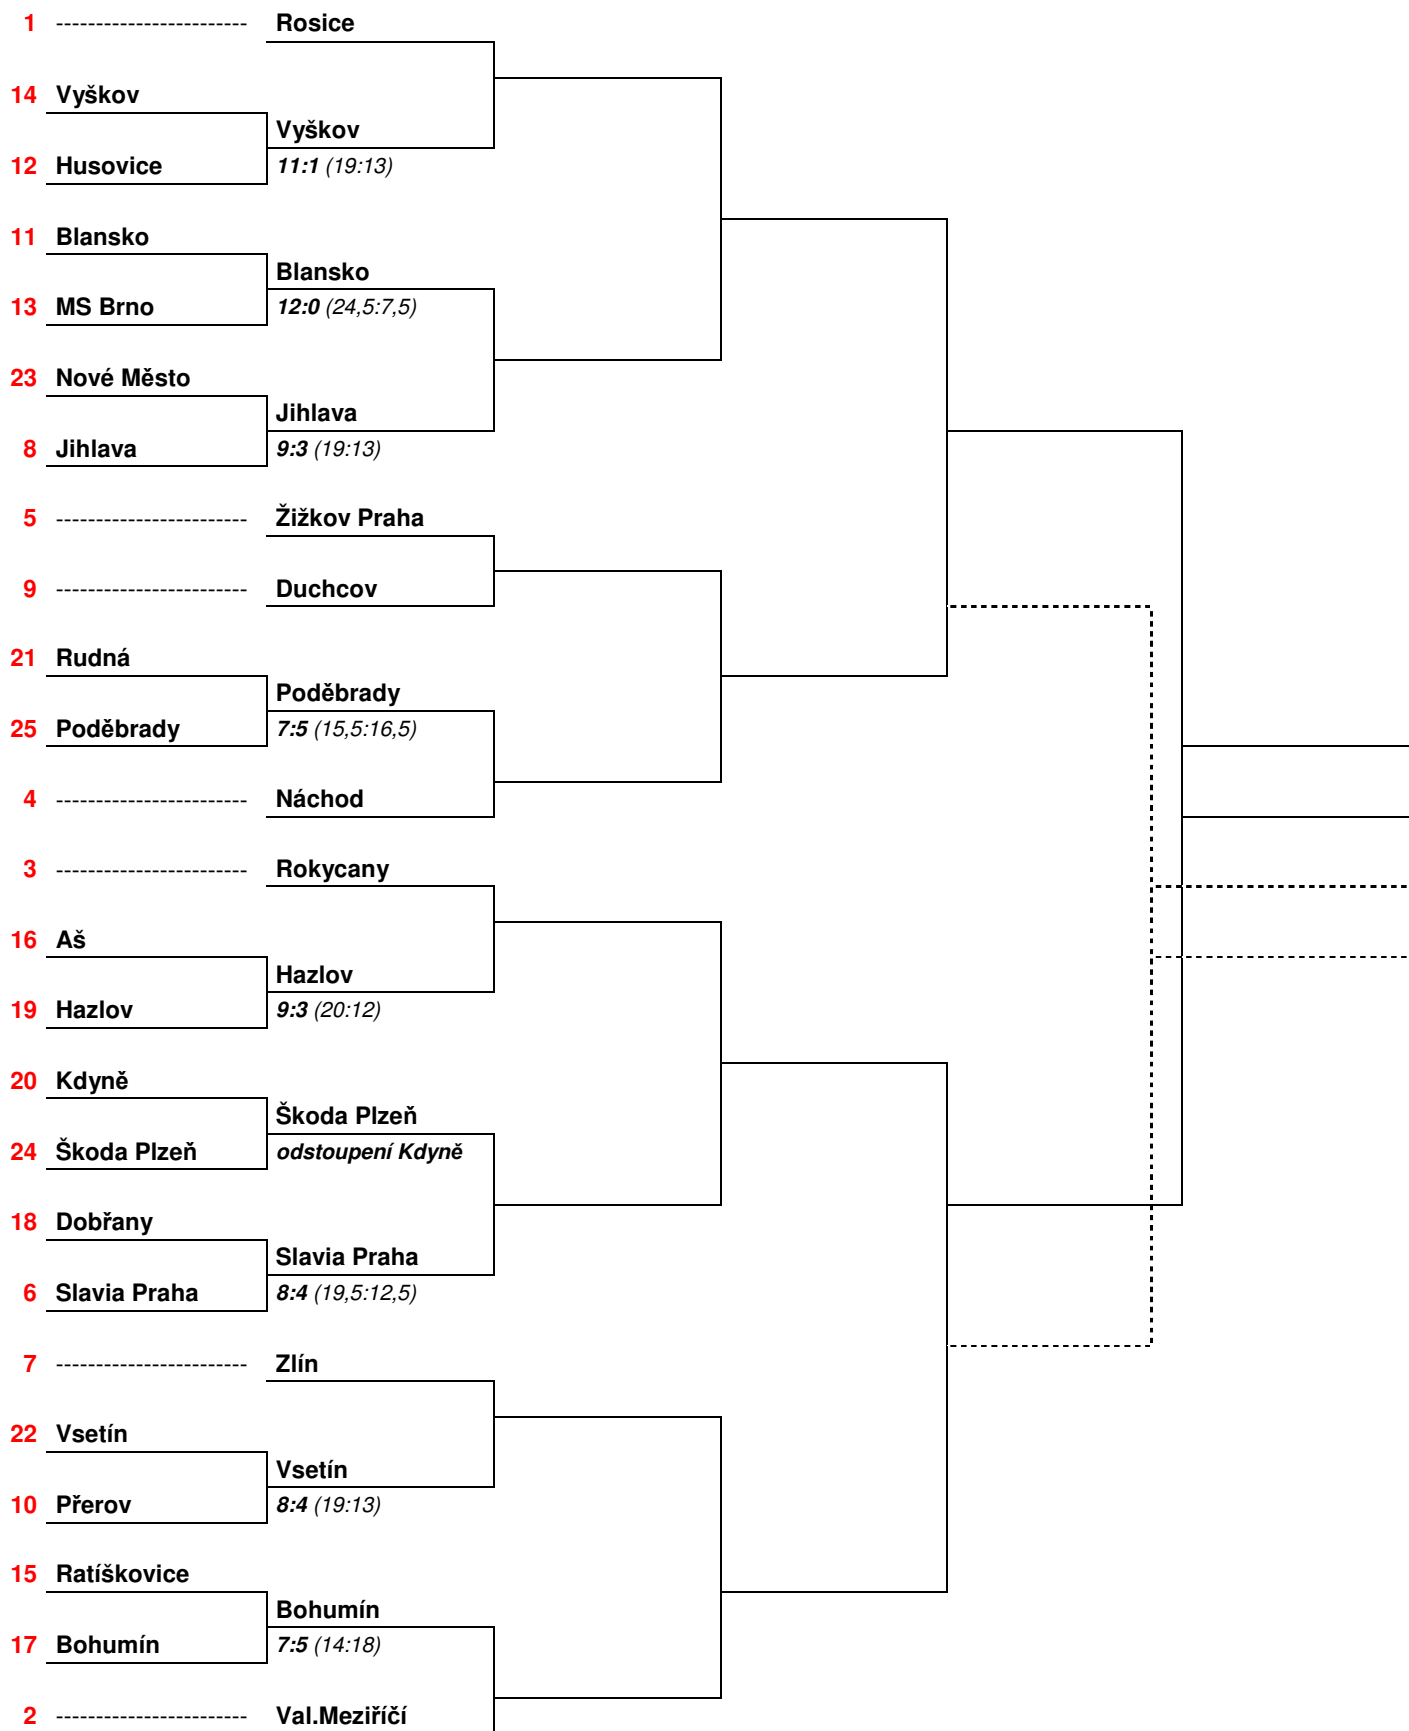 1 ------------------------ Rosice
14 Vyškov
Vyškov
12 Husovice 11:1 (19:13)
11 Blansko
Blansko
13 MS Brno 12:0 (24,5:7,5)
23 Nové Město
Jihlava
8 Jihlava 9:3 (19:13)
5 ------------------------ Žižkov Praha
9 ------------------------ Duchcov
21 Rudná
Poděbrady
25 Poděbrady 7:5 (15,5:16,5)
4 ------------------------ Náchod
3 ------------------------ Rokycany
16 Aš
Hazlov
19 Hazlov 9:3 (20:12)
20 Kdyně
Škoda Plzeň
24 Škoda Plzeň odstoupení Kdyně
18 Dobřany
Slavia Praha
6 Slavia Praha 8:4 (19,5:12,5)
7 ------------------------ Zlín
22 Vsetín
Vsetín
10 Přerov 8:4 (19:13)
15 Ratíškovice
Bohumín
17 Bohumín 7:5 (14:18)
2 ------------------------ Val.Meziříčí